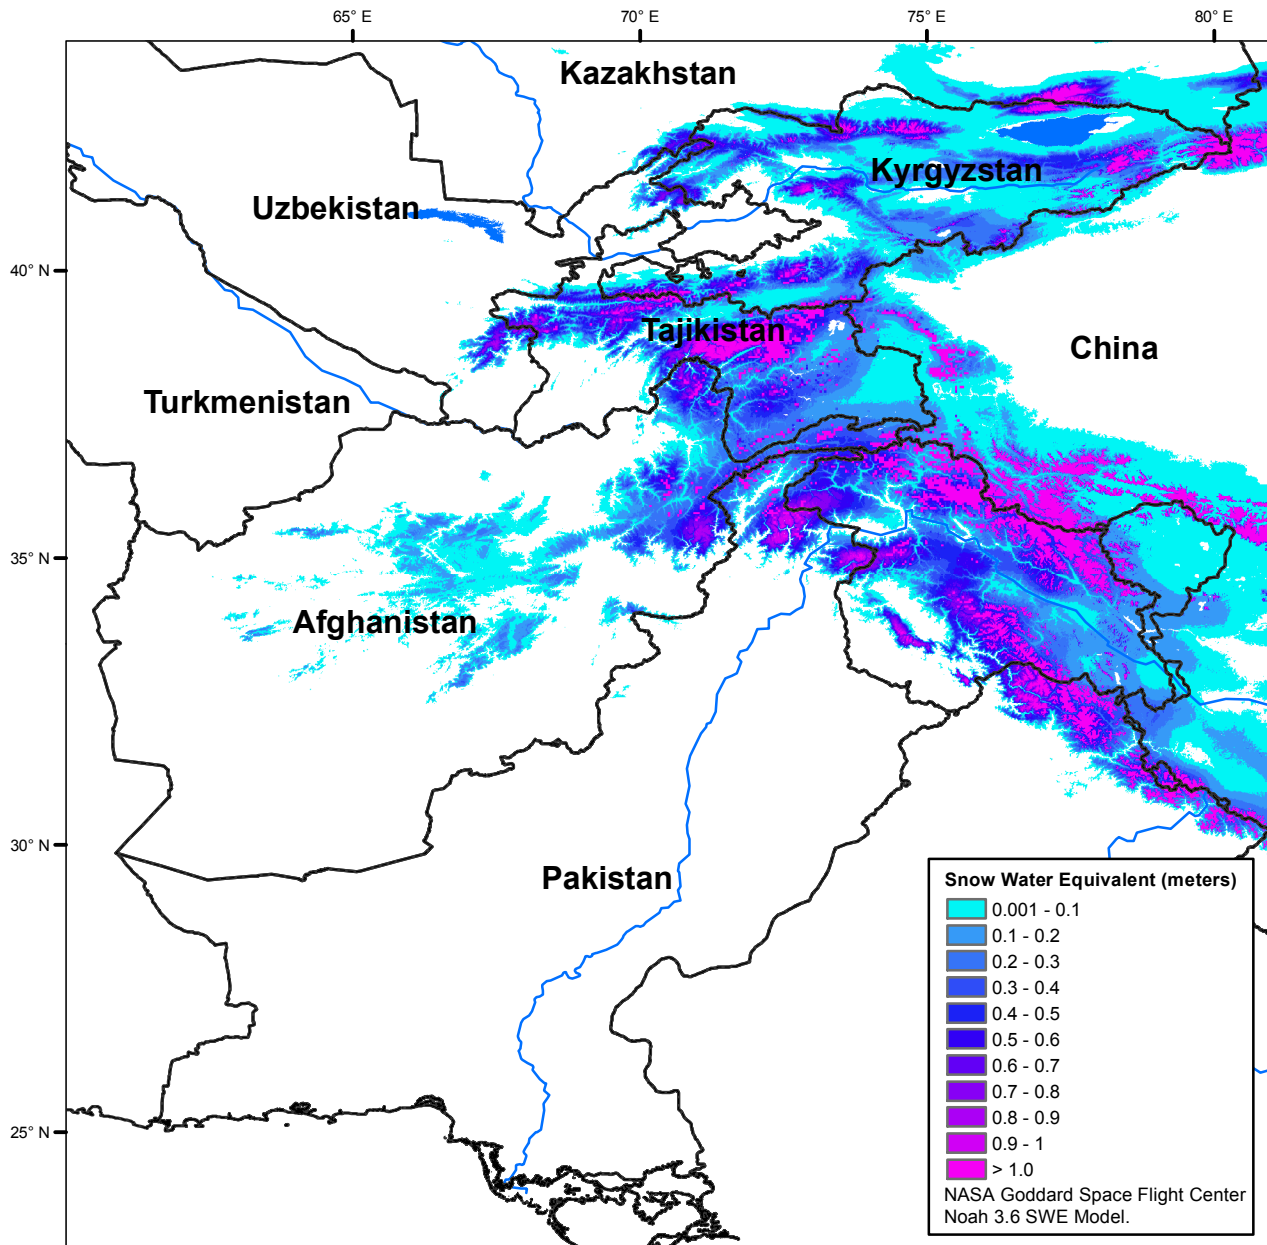 65° E
70° E
75° E
80° E
Kazakhstan
Kyrgyzstan
Uzbekistan
40° N
Tajikistan
China
Turkmenistan
35° N
Afghanistan
30° N
Pakistan
25° N
Snow Water Equivalent (meters)
0.001 - 0.1
0.1 - 0.2
0.2 - 0.3
0.3 - 0.4
0.4 - 0.5
0.5 - 0.6
0.6 - 0.7
0.7 - 0.8
0.8 - 0.9
0.9 - 1
> 1.0
NASA Goddard Space Flight Center
Noah 3.6 SWE Model.